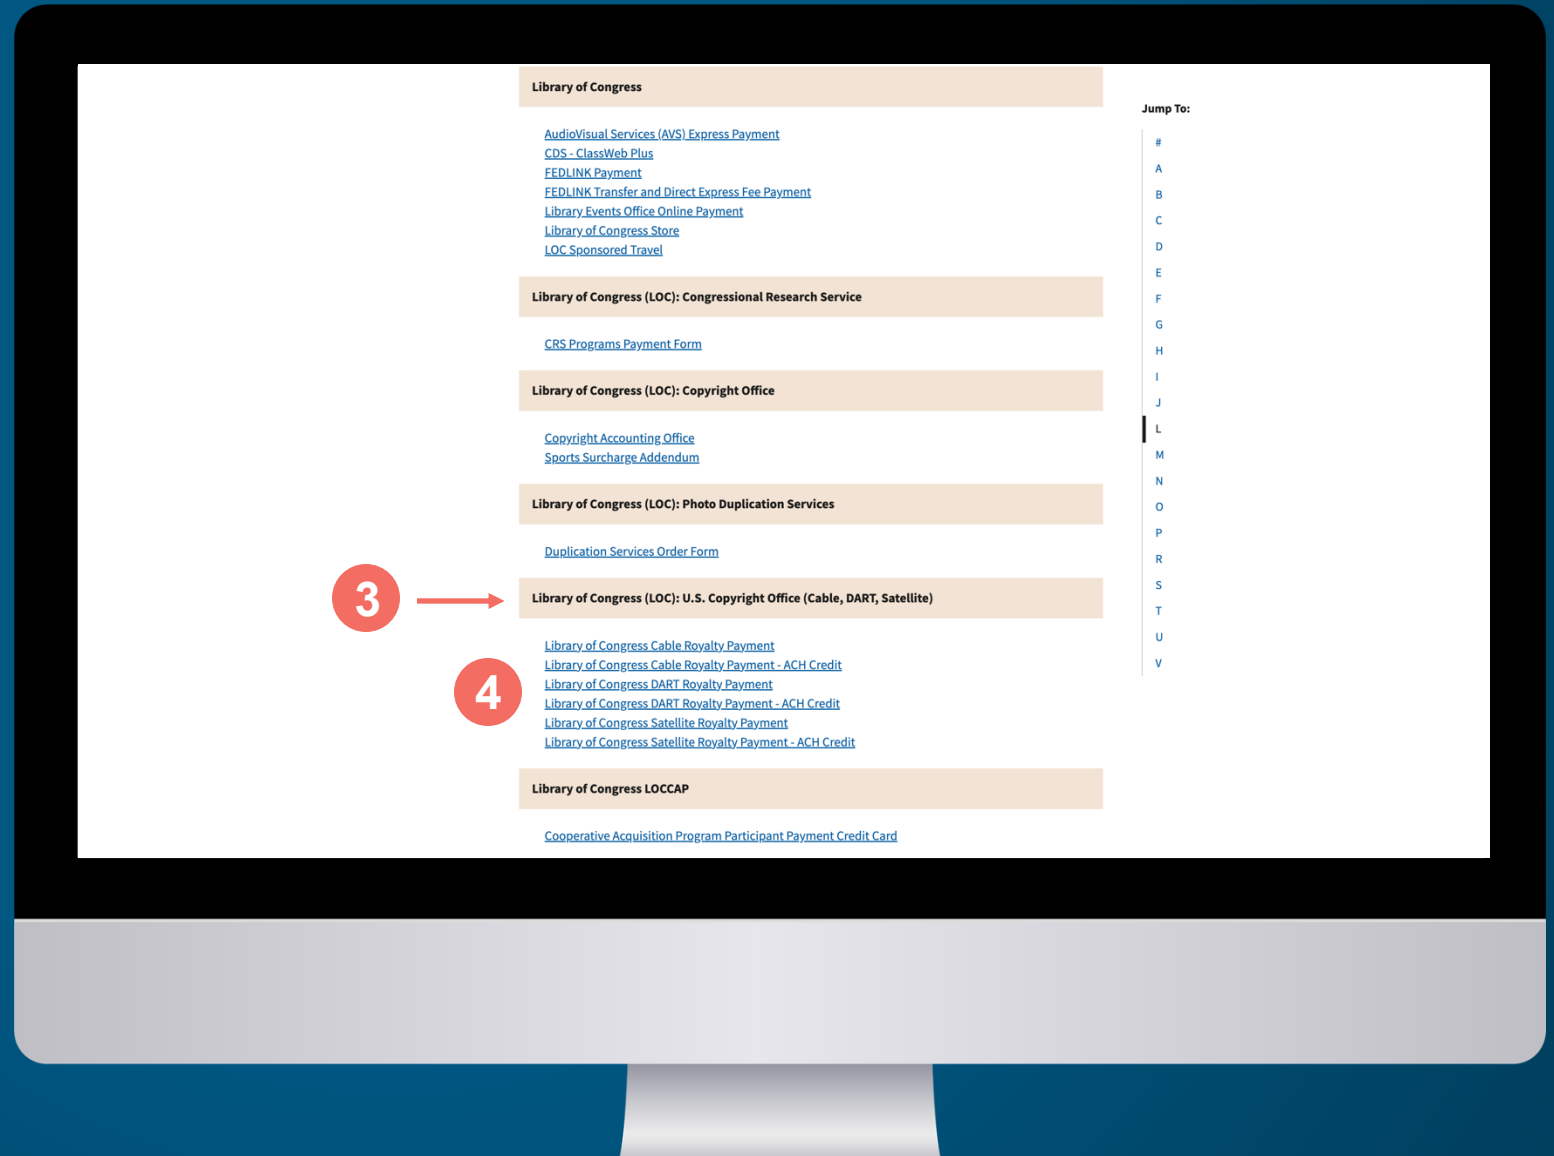 Library of Congress
AudioVisual Services (AVS) Express Payment
CDS - ClassWeb Plus
FEDLINK Payment
FEDLINK Transfer and Direct Express Fee Payment
Library Events Office Online Payment
Library of Congress Store
LOC Sponsored Travel
Library of Congress (LOC): Congressional Research Service
CRS Programs Payment Form
Library of Congress (LOC): Copyright Office
Copyright Accounting Office
Sports Surcharge Addendum
Library of Congress (LOC): Photo Duplication Services
Duplication Services Order Form
3
Library of Congress (LOC): U.S. Copyright Office (Cable, DART, Satellite)
4
Library of Congress Cable Royalty Payment
Library of Congress Cable Royalty Payment - ACH Credit
Library of Congress DART Royalty Payment
Library of Congress DART Royalty Payment - ACH Credit
Library of Congress Satellite Royalty Payment
Library of Congress Satellite Royalty Payment - ACH Credit
Library of Congress LOCCAP
Cooperative Acquisition Program Participant Payment Credit Card
Jump To:
#
A
B
C
D
E
F
G
H
I
J
L
M
N
O
P
R
S
T
U
V